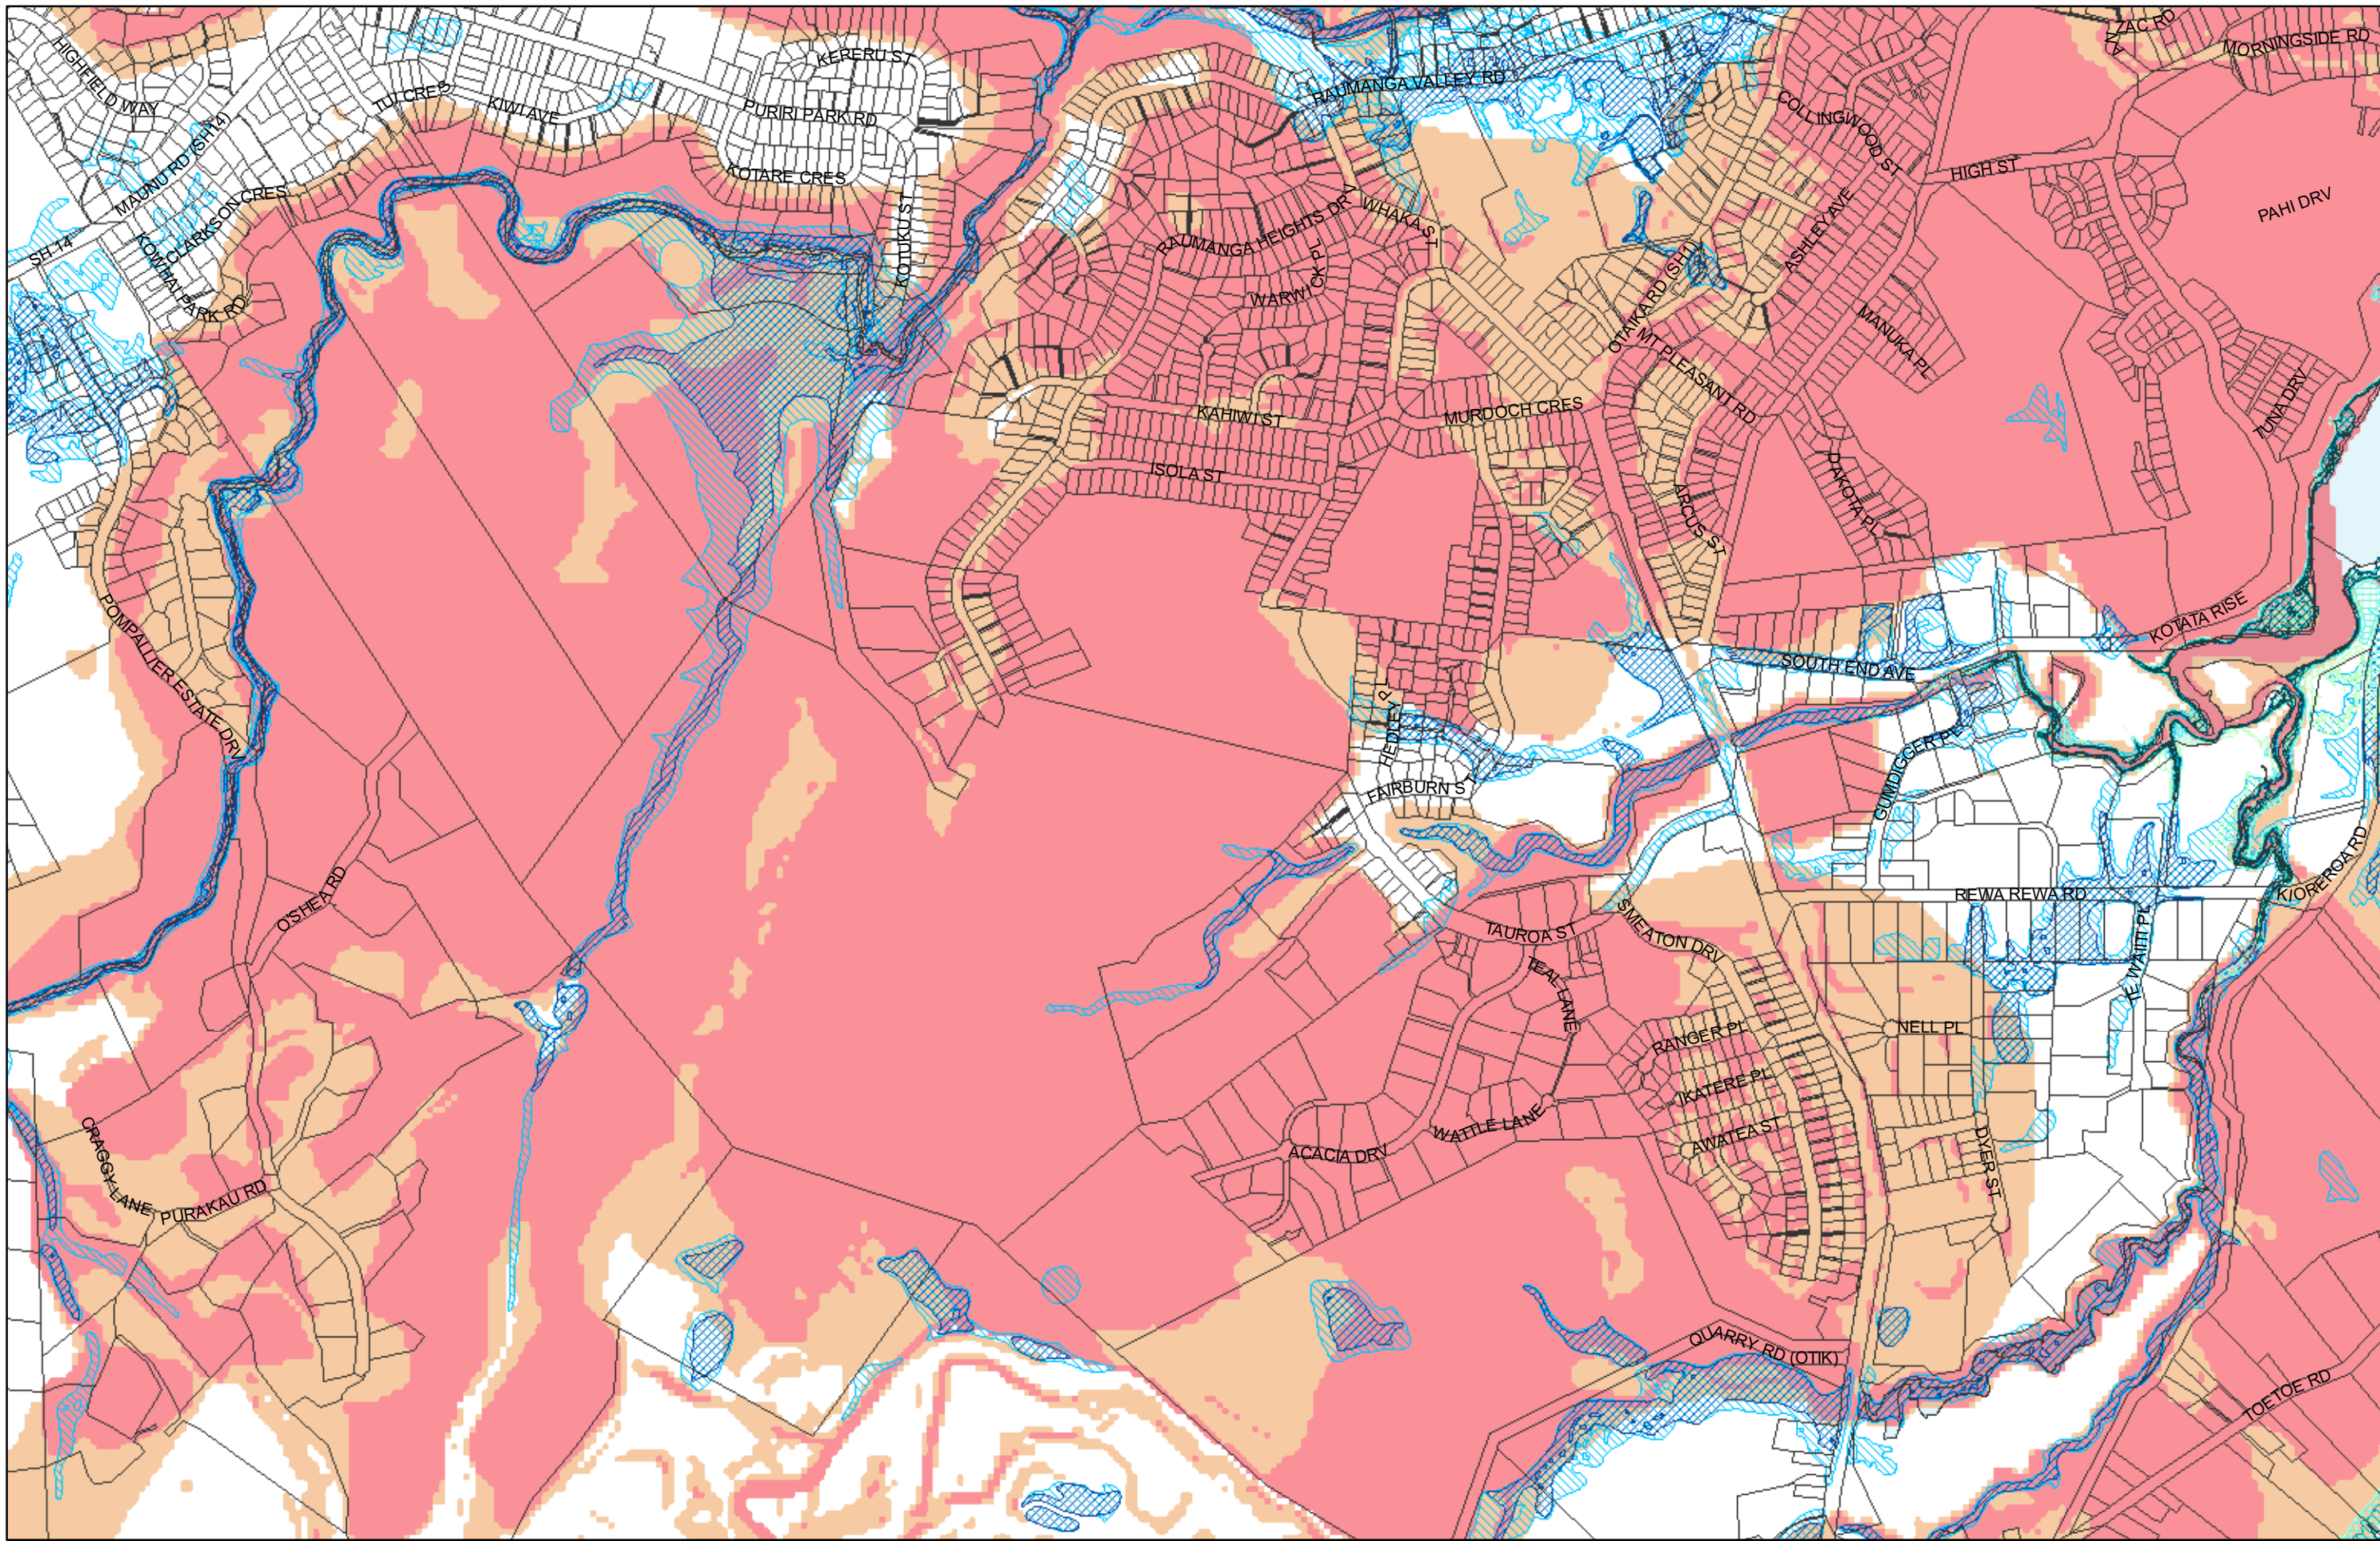 ZAC RD
MORNINGSIDE RD
HIGHFIELD WAY
KERERU ST
TUI CRES
KIWI AVE
PURIRI PARK RD
RAUMANGA VALLEY RD
COLLINGWOOD ST
MAUNU RD (SH14)
KOTARE CRES
HIGH ST
CLARKSON CRES
PAHI DRV
SH 14
KOWHAI PARK RD
KOTUKU ST
RAUMANGA HEIGHTS DRV
WHAKA ST
ASHLEY AVE
WARWICK PL
OTAIKA RD (SH1)
MT PLEASANT RD
MANUKA PL
KAHIWI ST
MURDOCH CRES
TUNA DRV
ISOLA ST
DAKOTA PL
ARCUS ST
POMPALLIER ESTATE DRV
KOTATA RISE
SOUTH END AVE
HEDLEY PL
GUMDIGGER PL
FAIRBURN ST
O'SHEA RD
REWA REWA RD
KIOREROA RD
TAUROA ST
SMEATON DRV
TEAL LANE
TE WAITI PL
RANGER PL
NELL PL
IKATERE PL
CRAGGY LANE
WATTLE LANE
AWATEA ST
ACACIA DRV
DYER ST
PURAKAU RD
QUARRY RD (OTIK)
TOETOE RD